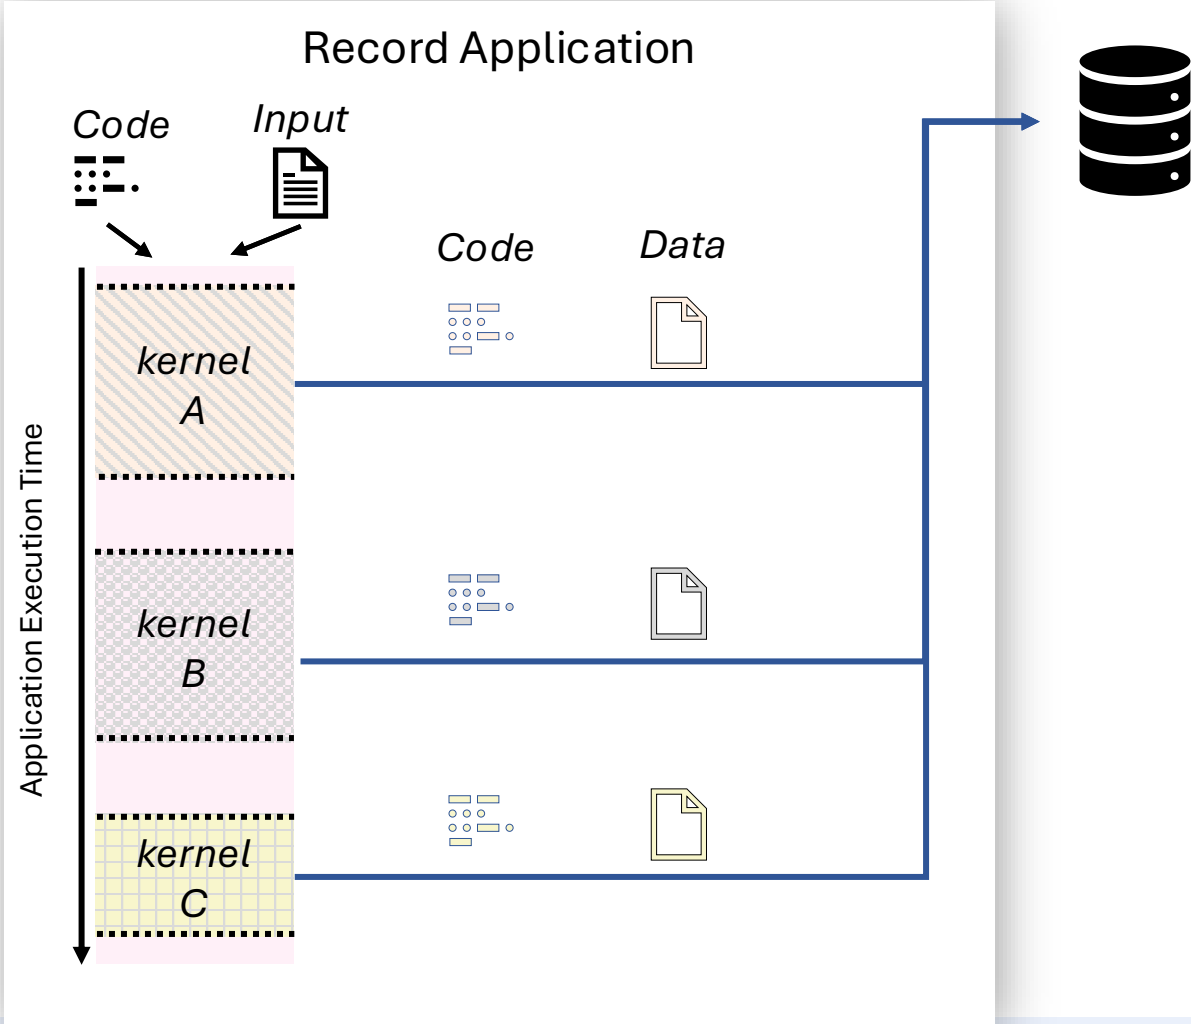 Record Application
Code
Input
Code
Data
kernel
A
Application Execution Time
kernel
B
kernel
C